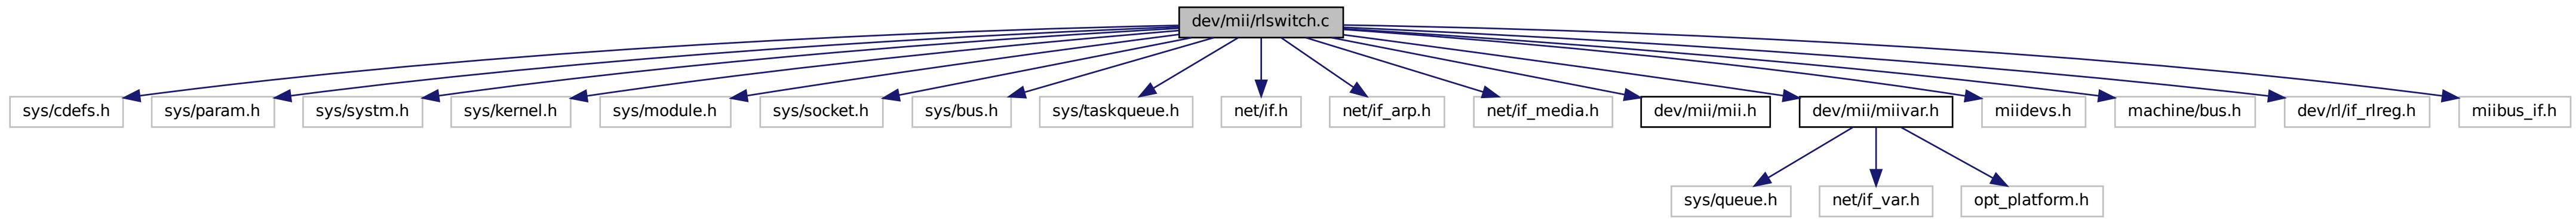 dev/mii/rlswitch.c
sys/cdefs.h
sys/param.h
sys/systm.h
sys/kernel.h
sys/module.h
sys/socket.h
sys/bus.h
sys/taskqueue.h
net/if.h
net/if_arp.h
net/if_media.h
dev/mii/mii.h
dev/mii/miivar.h
miidevs.h
machine/bus.h
dev/rl/if_rlreg.h
miibus_if.h
sys/queue.h
net/if_var.h
opt_platform.h